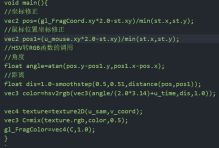 void main(){
//坐标修正
vec2 pos=(gl_FragCoord.xy*2.0-st.xy)/min(st.x,st.y);
//鼠标位置坐标修正
vec2 pos1=(u_mouse.xy*2.0-st.xy)/min(st.x,st.y);
//HSV转RGB函数的调用
//角度
float angle=atan(pos.y-pos1.y,pos1.x-pos.x);
//距离
float dis=1.0-smoothstep(0.5,0.51,distance(pos,pos1));
vec3 color=hsv2rgb(vec3(angle/(2.0*3.14)+u_time,dis,1.0));
vec4 texture=texture2D(u_sam,v_coord);
vec3 C=mix(texture.rgb,color,0.5);
gl_FragColor=vec4(C,1.0);
}